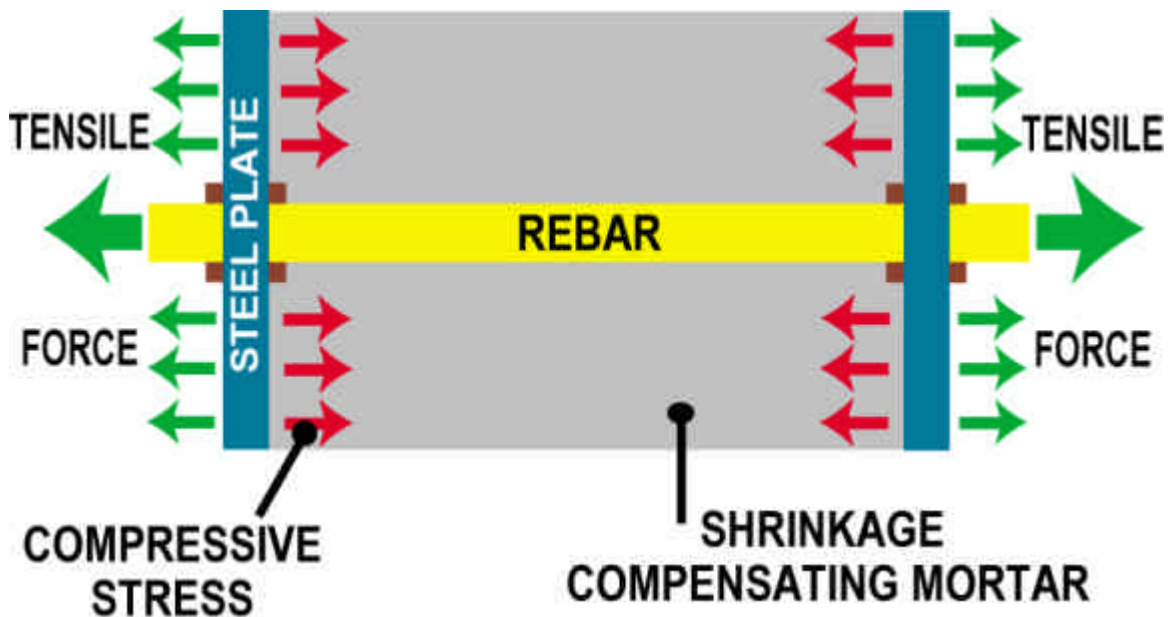 TENSILE
STEEL PLATE
TENSILE
REBAR
FORCE
FORCE
COMPRESSIVE
STRESS
SHRINKAGE
COMPENSATING MORTAR